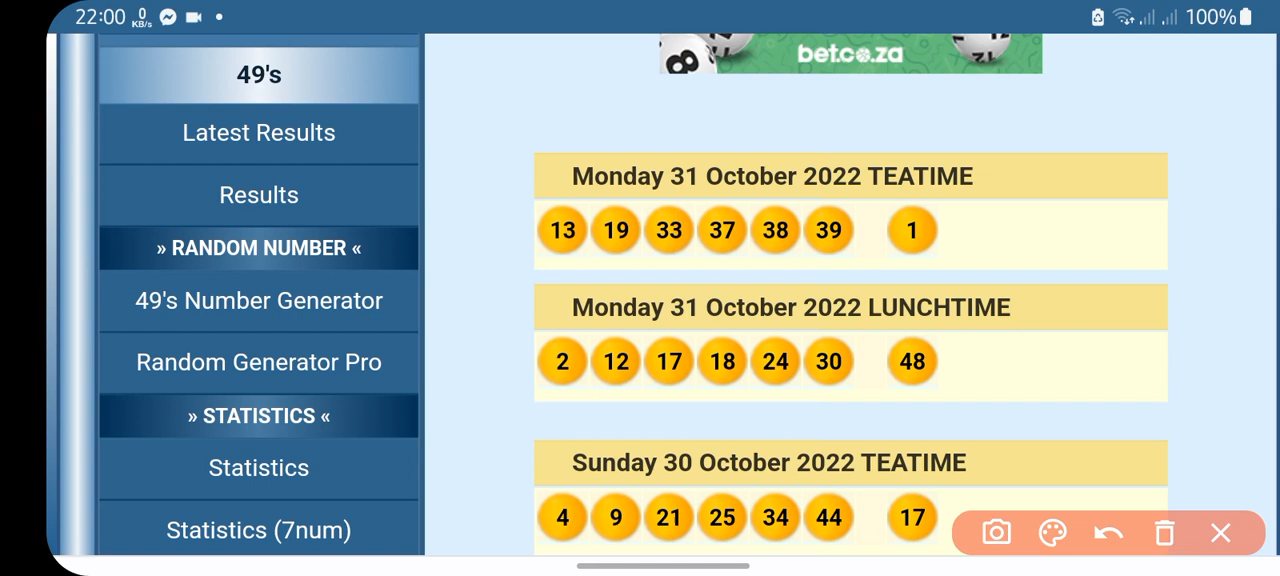 22:00 0 KB/s 100%
49's
Latest Results
Results
» RANDOM NUMBER «
49's Number Generator
Random Generator Pro
» STATISTICS «
Statistics
Statistics (7num)
8
bet.co.za
12
Monday 31 October 2022 TEATIME
13 19 33 37 38 39 1
Monday 31 October 2022 LUNCHTIME
2 12 17 18 24 30 48
Sunday 30 October 2022 TEATIME
4 9 21 25 34 44 17